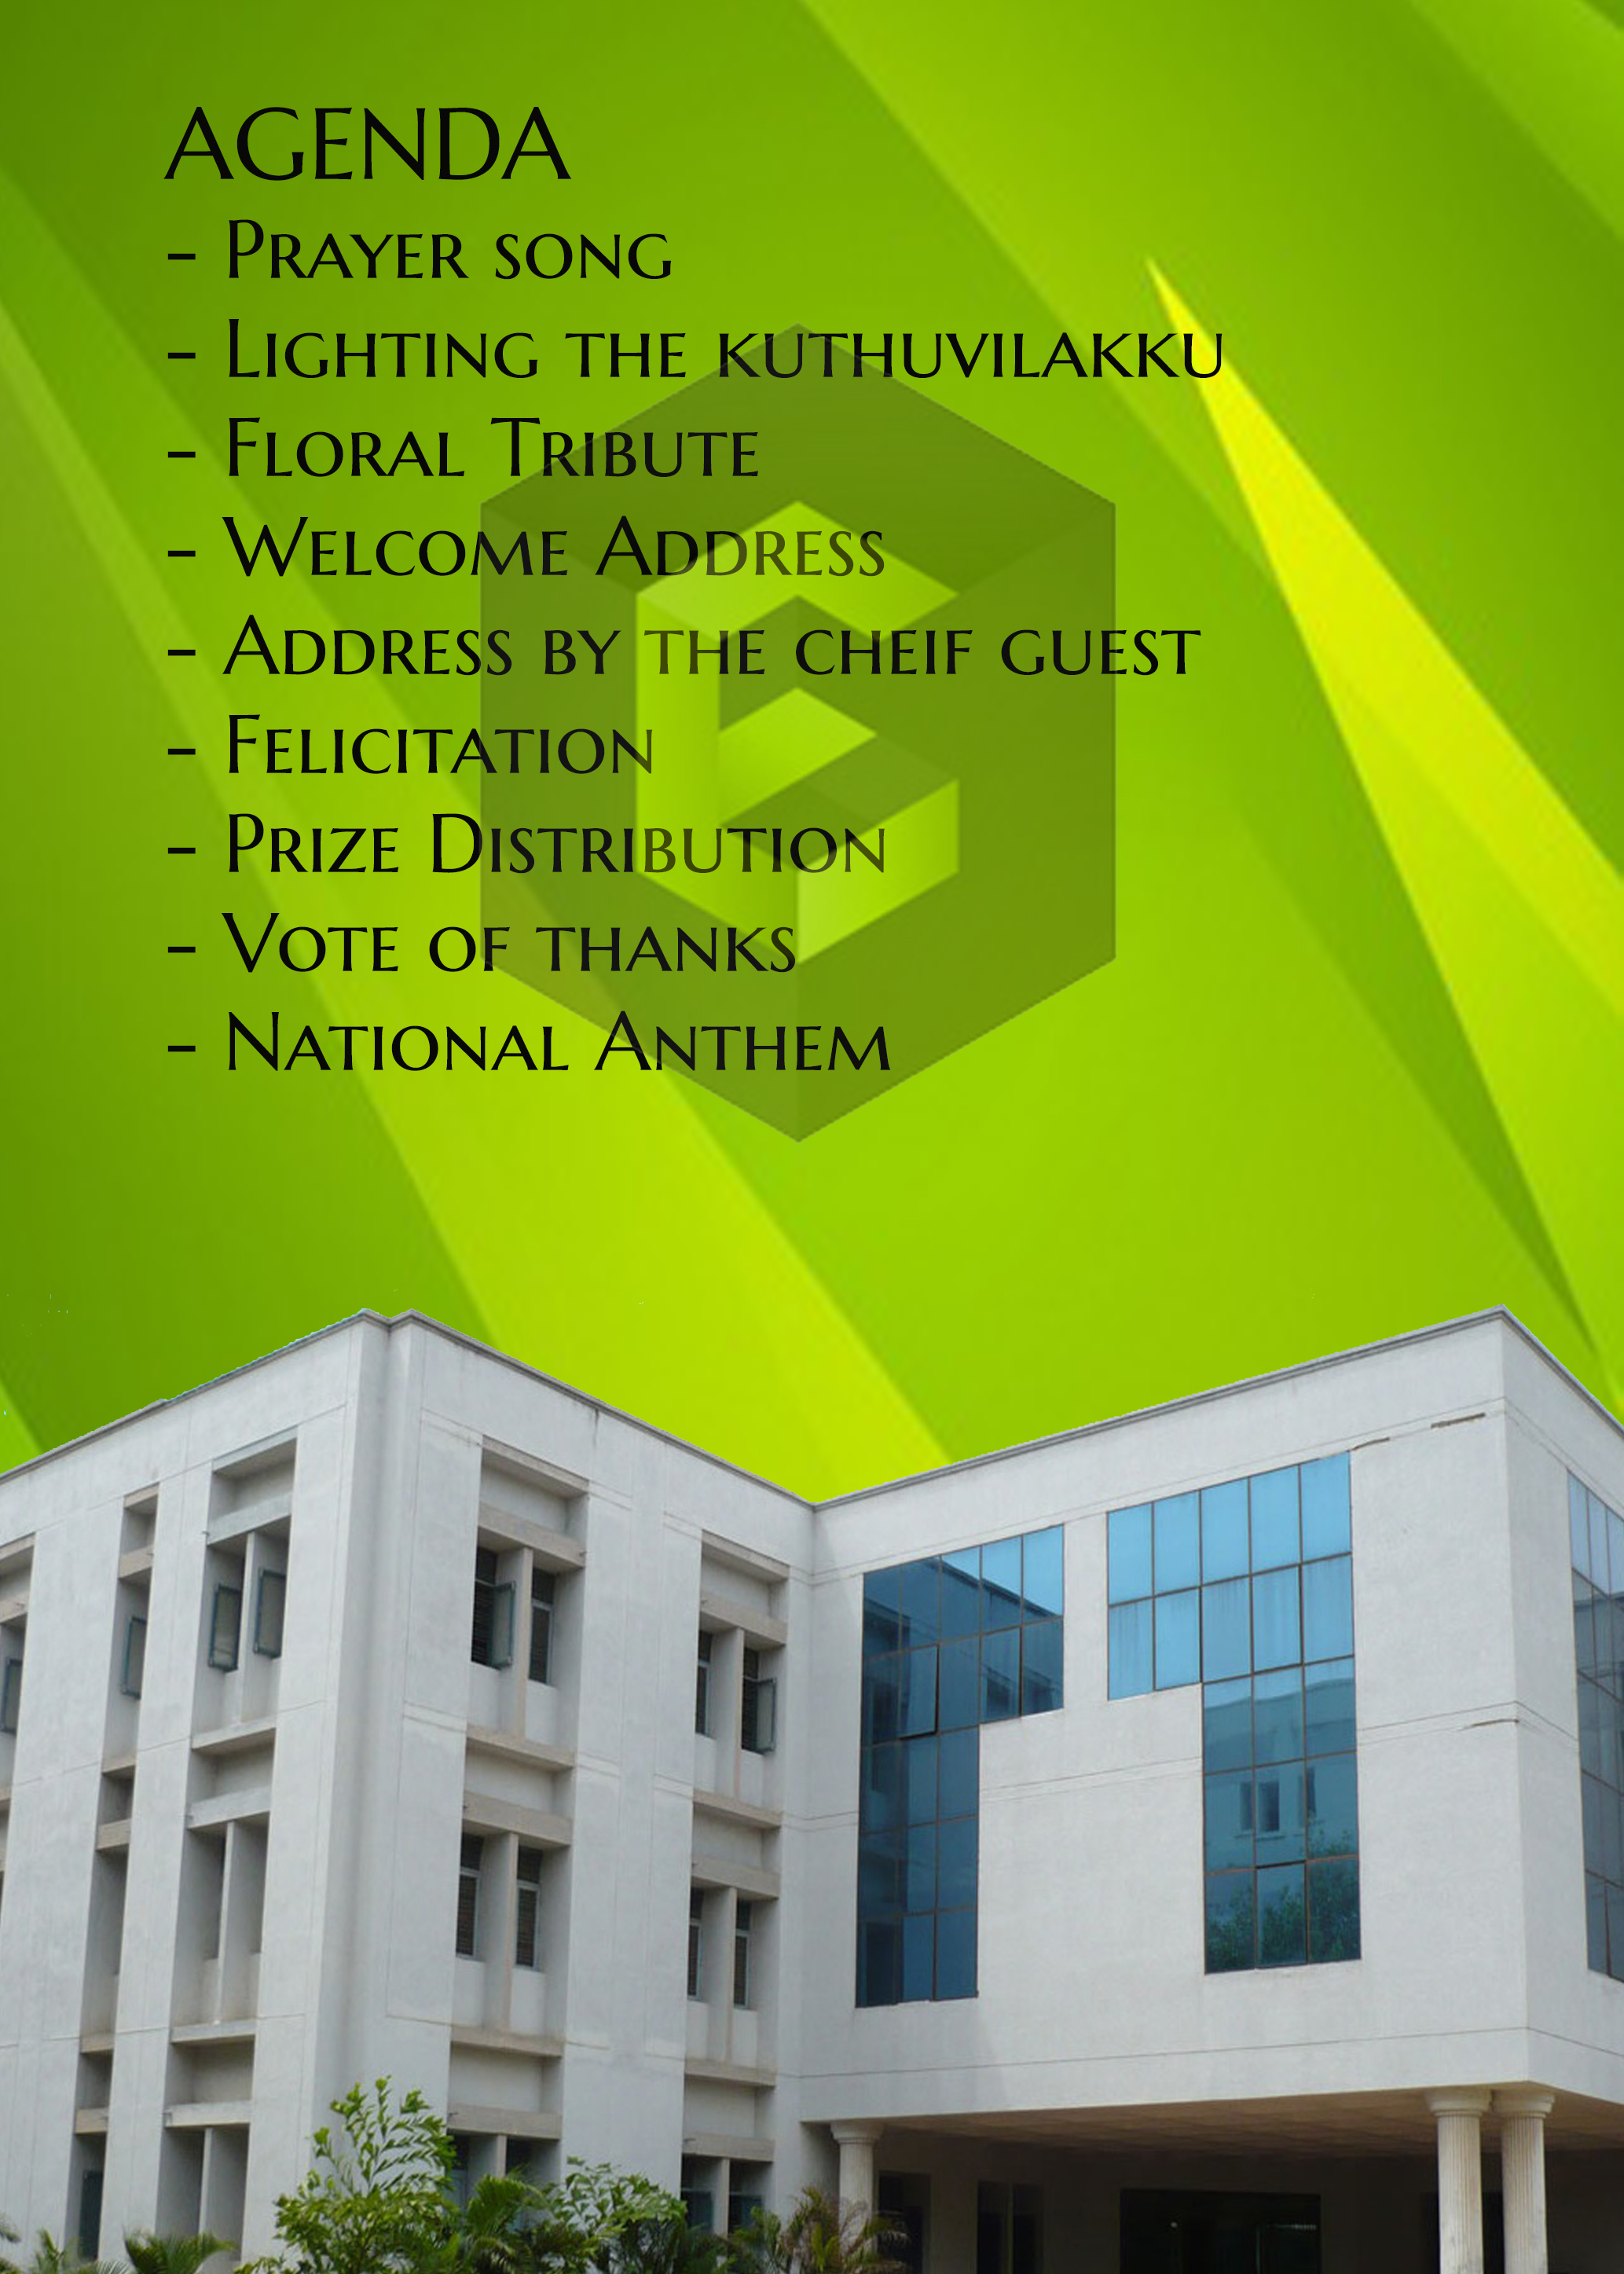 AGENDA
- Prayer song
- Lighting the kuthuvilakku
- Floral Tribute
- Welcome Address
- Address by the cheif guest
- Felicitation
- Prize Distribution
- Vote of thanks
- National Anthem